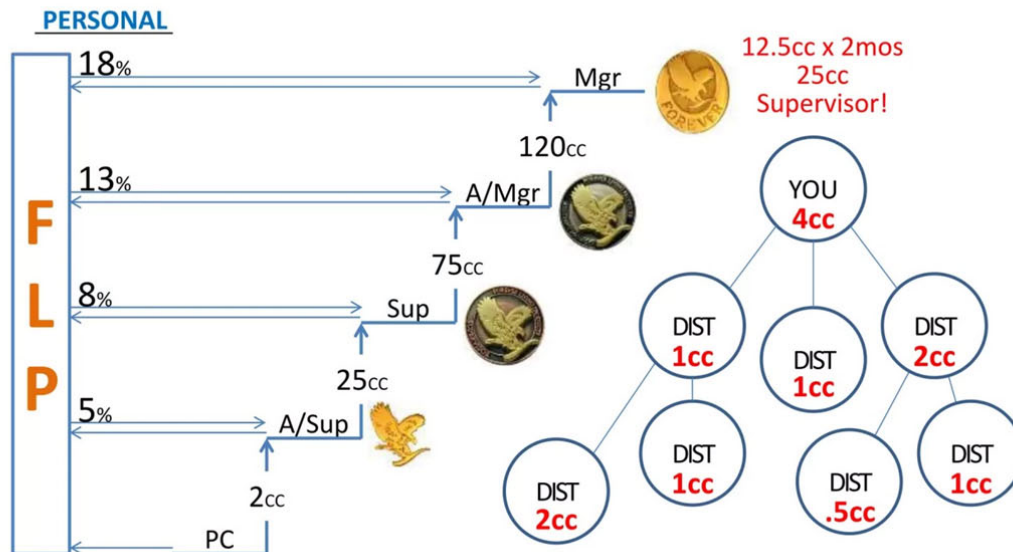 PERSONAL
FLP
18%
Mgr
FOREVER
120cc
13%
A/Mgr
75cc
8%
Sup
25cc
5%
A/Sup
2cc
PC
12.5cc x 2mos
25cc
Supervisor!
YOU
4cc
DIST
1cc
DIST
1cc
DIST
2cc
DIST
2cc
DIST
1cc
DIST
.5cc
DIST
1cc